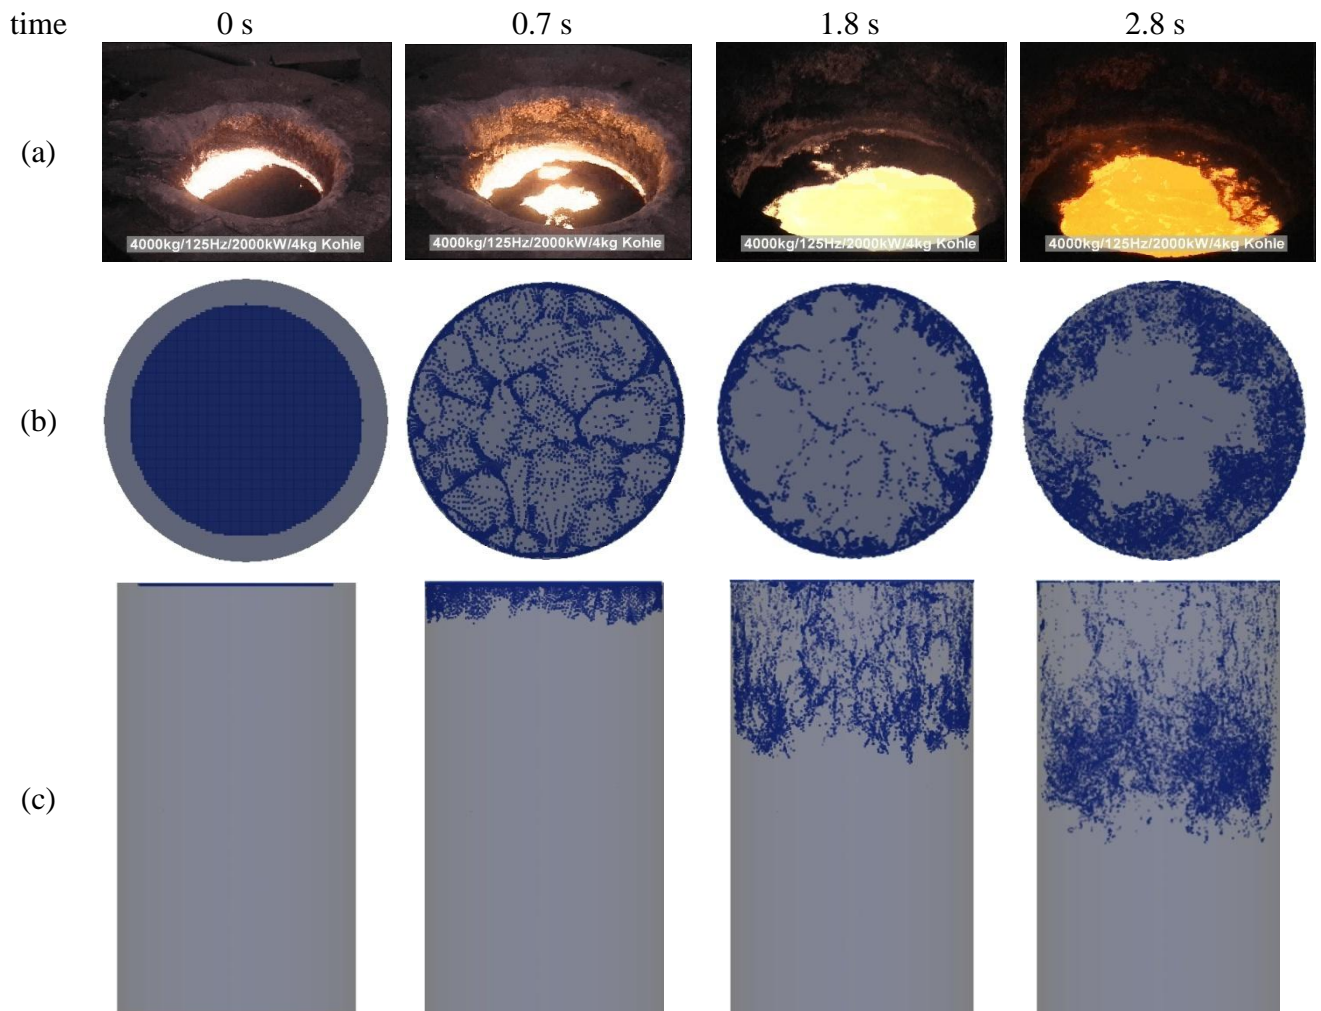 time 0 s 0.7 s 1.8 s 2.8 s
(a)
4000kg/125Hz/2000kW/4kg Kohle 4000kg/125Hz/2000kW/4kg Kohle 4000kg/125Hz/2000kW/4kg Kohle 4000kg/125Hz/2000kW/4kg Kohle
(b)
(c)